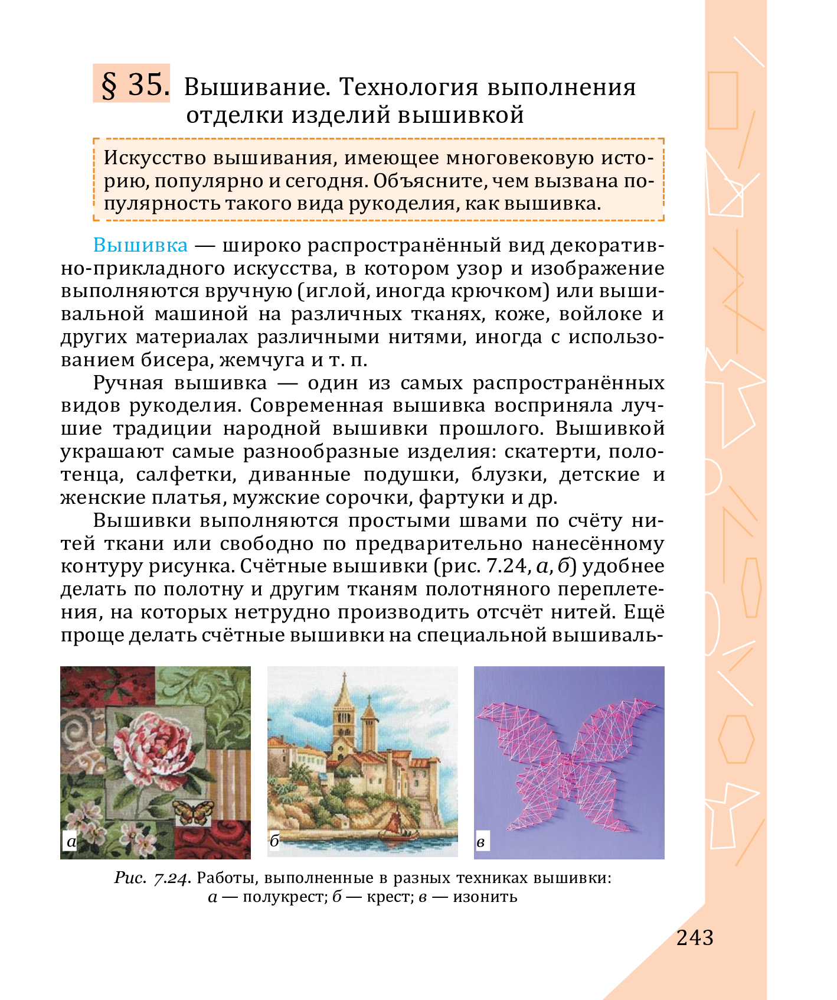 § 35. Вышивание. Технология выполнения
отделки изделий вышивкой
Искусство вышивания, имеющее многовековую исто-
рию, популярно и сегодня. Объясните, чем вызвана по-
пулярность такого вида рукоделия, как вышивка.
Вышивка — широко распространённый вид декоратив-
но-прикладного искусства, в котором узор и изображение
выполняются вручную (иглой, иногда крючком) или выши-
вальной машиной на различных тканях, коже, войлоке и
других материалах различными нитями, иногда с использо-
ванием бисера, жемчуга и т. п.
Ручная вышивка — один из самых распространённых
видов рукоделия. Современная вышивка восприняла луч-
шие традиции народной вышивки прошлого. Вышивкой
украшают самые разнообразные изделия: скатерти, поло-
тенца, салфетки, диванные подушки, блузки, детские и
женские платья, мужские сорочки, фартуки и др.
Вышивки выполняются простыми швами по счёту ни-
тей ткани или свободно по предварительно нанесённому
контуру рисунка. Счётные вышивки (рис. 7.24, а, б) удобнее
делать по полотну и другим тканям полотняного переплете-
ния, на которых нетрудно производить отсчёт нитей. Ещё
проще делать счётные вышивки на специальной вышиваль-
а
б
в
Рис. 7.24. Работы, выполненные в разных техниках вышивки:
а — полукрест; б — крест; в — изонить
243